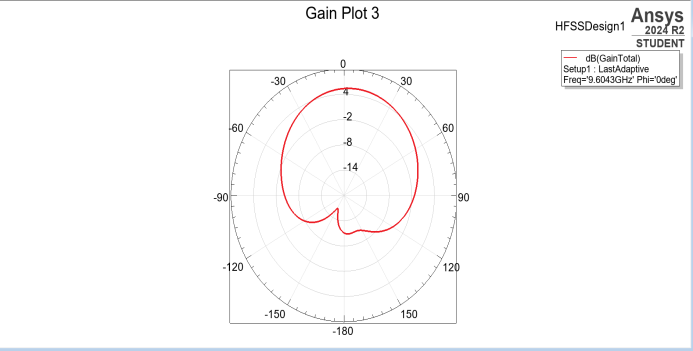 Gain Plot 3
HFSSDesign1
Ansys
2024 R2
STUDENT
dB(GainTotal)
Setup1 : LastAdaptive
Freq='9.6043GHz' Phi='0deg'
0
-30
30
4
-60
-2
60
-8
-14
-90
90
-120
120
-150
150
-180